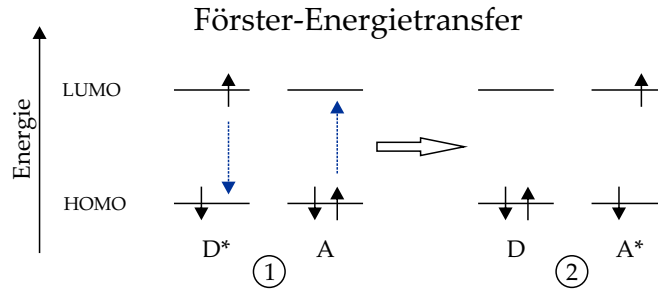 Förster-Energietransfer
Energie
LUMO
HOMO
D* A D A*
1 2